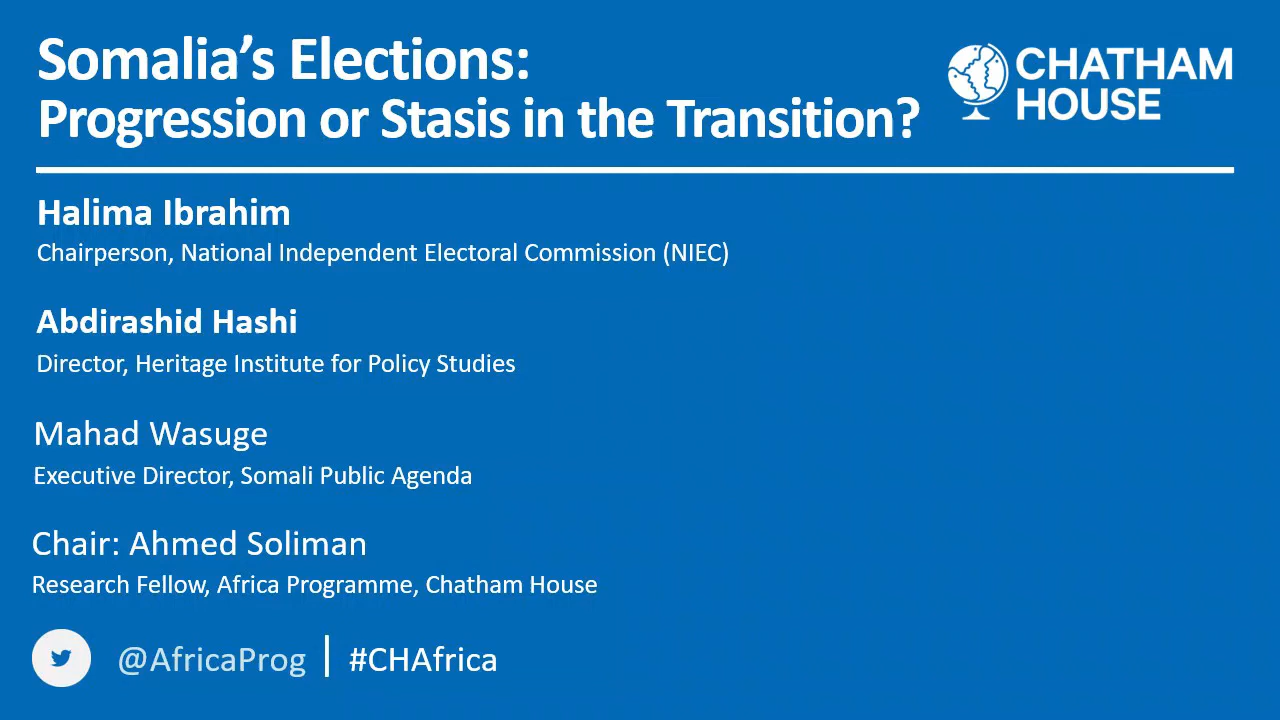 Somalia’s Elections:
Progression or Stasis in the Transition?
CHATHAM
HOUSE
Halima Ibrahim
Chairperson, National Independent Electoral Commission (NIEC)
Abdirashid Hashi
Director, Heritage Institute for Policy Studies
Mahad Wasuge
Executive Director, Somali Public Agenda
Chair: Ahmed Soliman
Research Fellow, Africa Programme, Chatham House
@AfricaProg | #CHAfrica